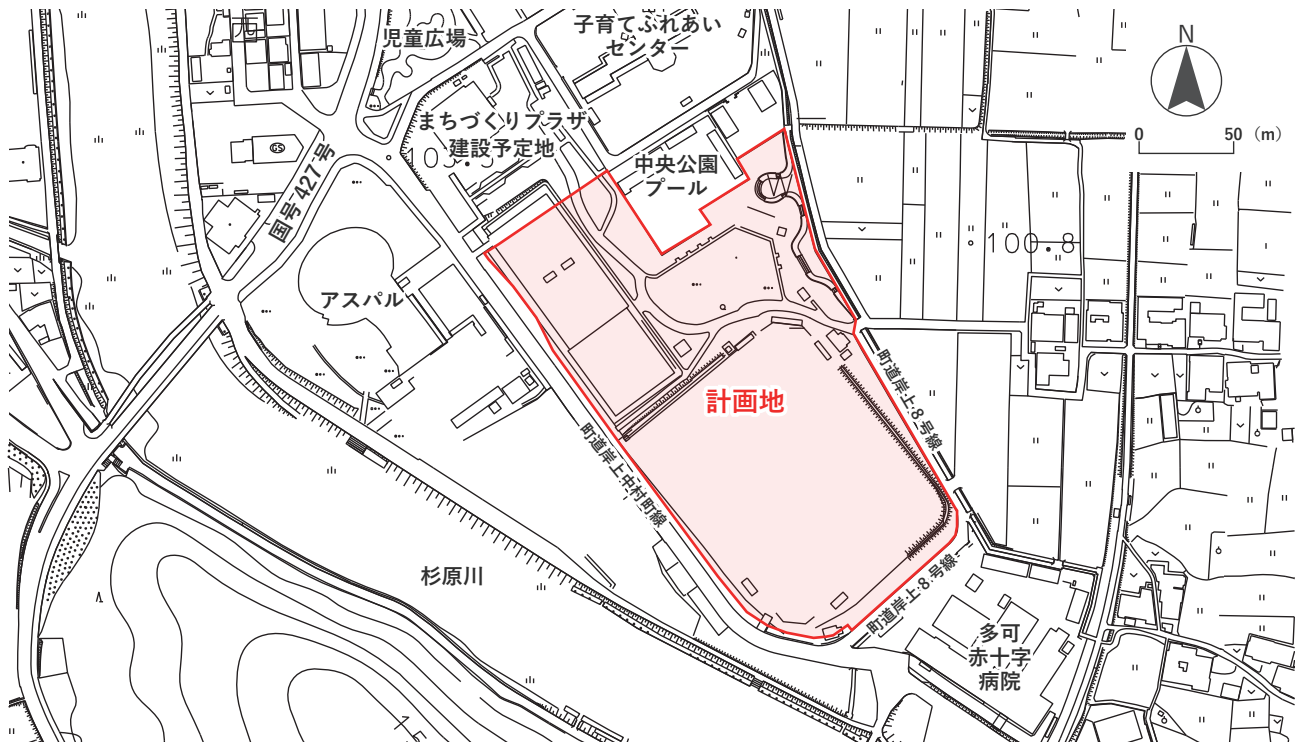 児童広場
子育てふれあい
センター
N
0 50 (m)
まちづくりプラザ
建設予定地
中央公園
プール
GS
国号 427 号
100.8
アスパル
計画地
町道岸上 8 号線
町道岸上中村町線
杉原川
町道岸上 8 号線
多可
赤十字
病院